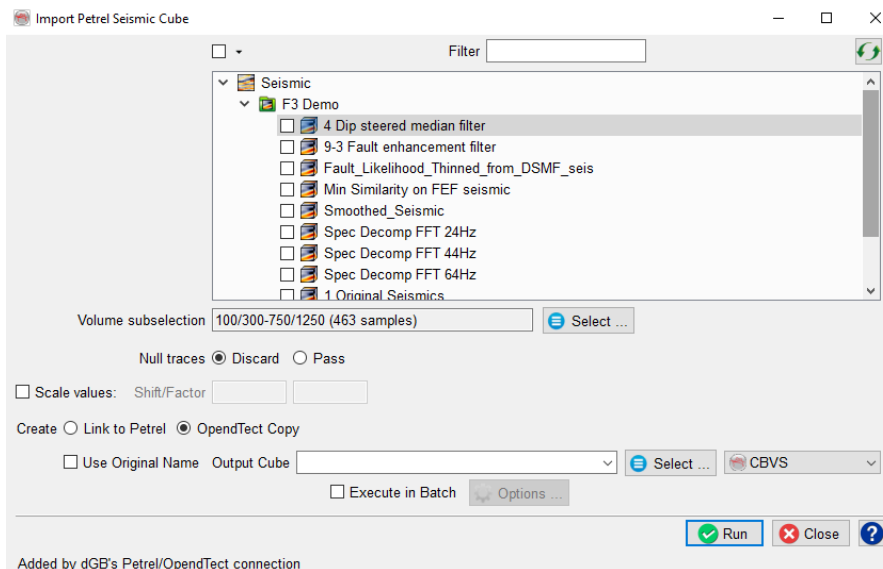 Import Petrel Seismic Cube
Filter
Seismic
F3 Demo
4 Dip steered median filter
9-3 Fault enhancement filter
Fault_Likelihood_Thinned_from_DSMF_seis
Min Similarity on FEF seismic
Smoothed_Seismic
Spec Decomp FFT 24Hz
Spec Decomp FFT 44Hz
Spec Decomp FFT 64Hz
1 Original Seismics
Volume subselection 100/300-750/1250 (463 samples) Select ...
Null traces Discard Pass
Scale values: Shift/Factor
Create Link to Petrel OpendTect Copy
Use Original Name Output Cube Select ... CBVS
Execute in Batch Options ...
Run Close ?
Added by dGB's Petrel/OpendTect connection